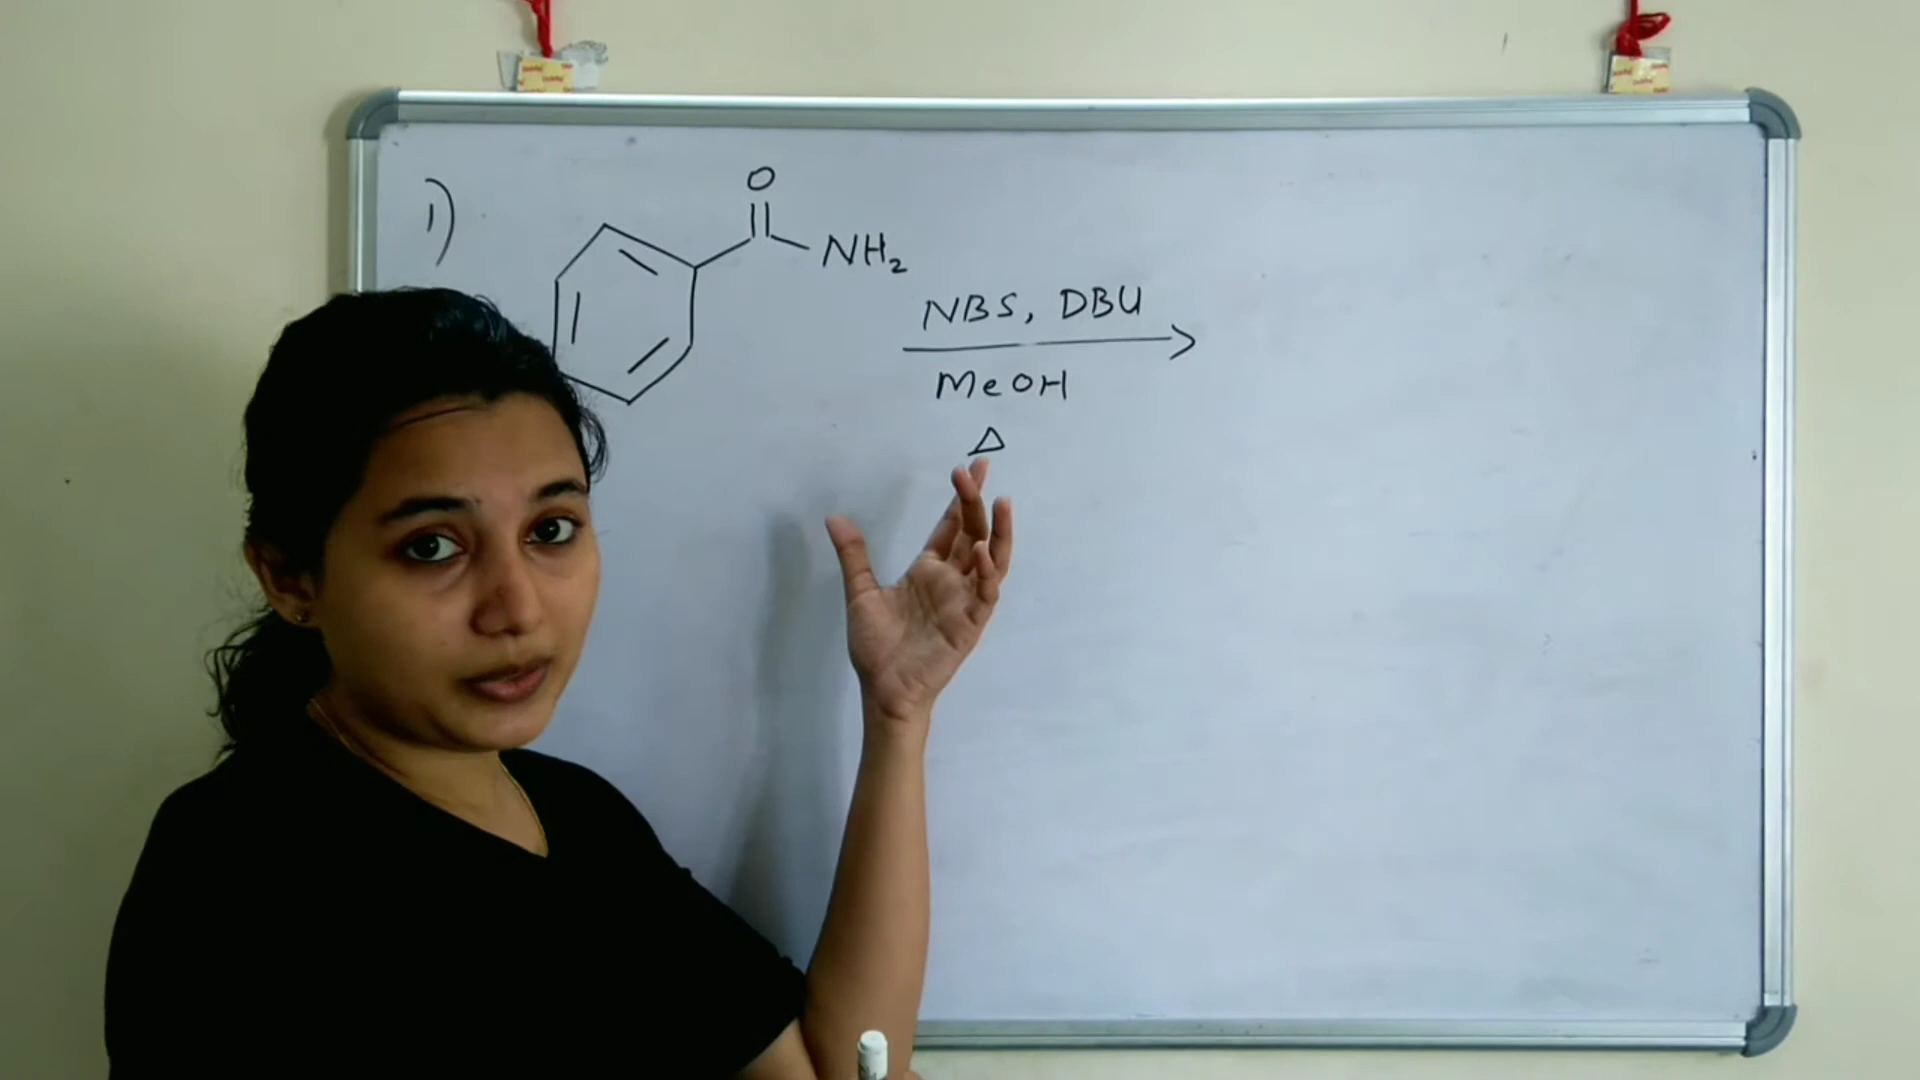 1)
O
NH₂
NBS, DBU
MeOH
Δ